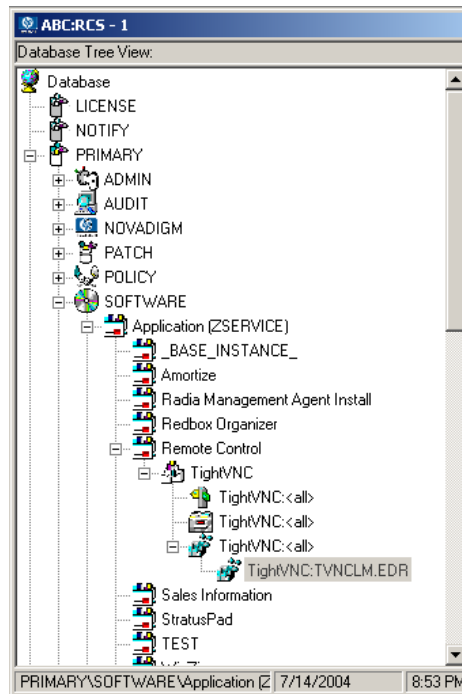 ABC:RCS - 1
Database Tree View:
Database
LICENSE
NOTIFY
PRIMARY
ADMIN
AUDIT
NOVADIGM
PATCH
POLICY
SOFTWARE
Application (ZSERVICE)
_BASE_INSTANCE_
Amortize
Radia Management Agent Install
Redbox Organizer
Remote Control
TightVNC
TightVNC:<all>
TightVNC:<all>
TightVNC:<all>
TightVNC:TVNCLM.EDR
Sales Information
StratusPad
TEST
PRIMARY\SOFTWARE\Application (Z 7/14/2004 8:53 PM